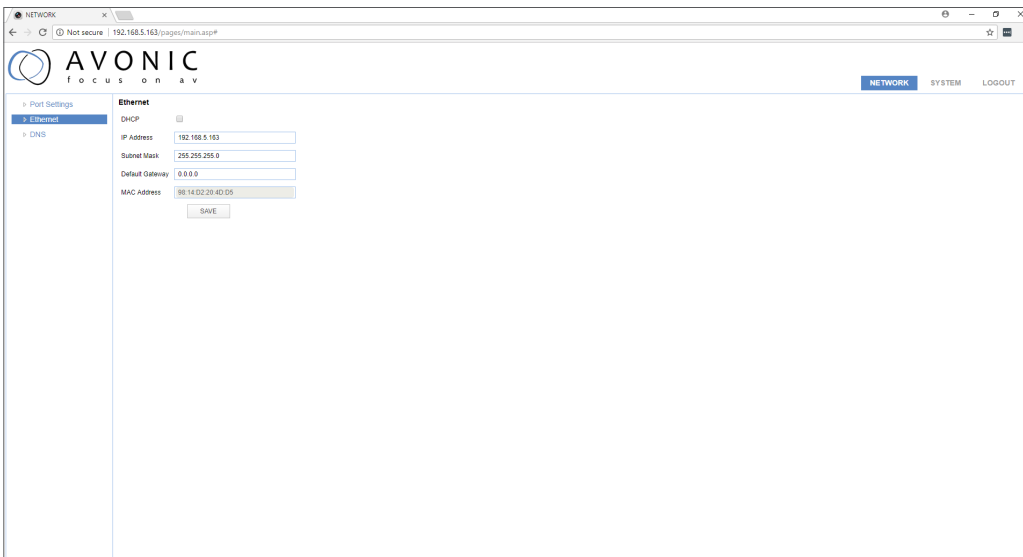 NETWORK
Not secure | 192.168.5.163/pages/main.asp#
AVONIC
focus on av
NETWORK SYSTEM LOGOUT
Port Settings
Ethernet
DNS
Ethernet
DHCP
IP Address 192.168.5.163
Subnet Mask 255.255.255.0
Default Gateway 0.0.0.0
MAC Address 98:14:D2:20:4D:D5
SAVE